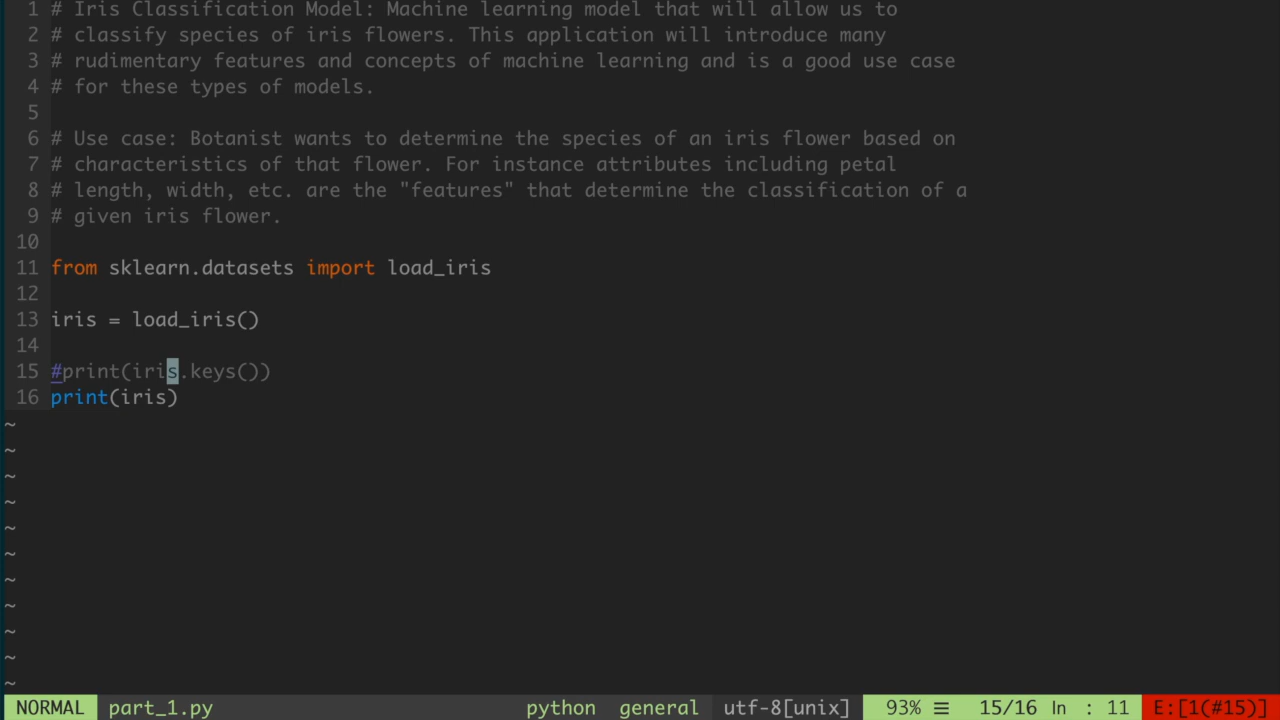 1 # Iris Classification Model: Machine learning model that will allow us to
2 # classify species of iris flowers. This application will introduce many
3 # rudimentary features and concepts of machine learning and is a good use case
4 # for these types of models.
5
6 # Use case: Botanist wants to determine the species of an iris flower based on
7 # characteristics of that flower. For instance attributes including petal
8 # length, width, etc. are the "features" that determine the classification of a
9 # given iris flower.
10
11 from sklearn.datasets import load_iris
12
13 iris = load_iris()
14
15 #print(iris.keys())
16 print(iris)
~
~
~
~
~
~
~
~
~
~
~
NORMAL part_1.py python general utf-8[unix] 93% ☰ 15/16 ln : 11 E:[1(#15)]